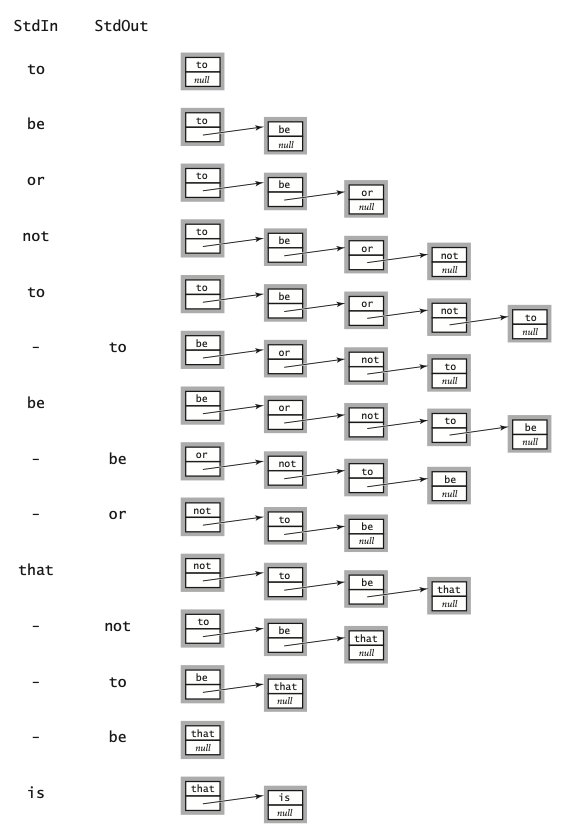 StdIn StdOut
to to
null
be to be
null
or to be or
null
not to be or not
null
to to be or not to
null
- to be or not to
null
be be or not to be
null
- be or not to be
null
- or not to be
null
that not to be that
null
- not to be that
null
- to be that
null
- be that
null
is that is
null